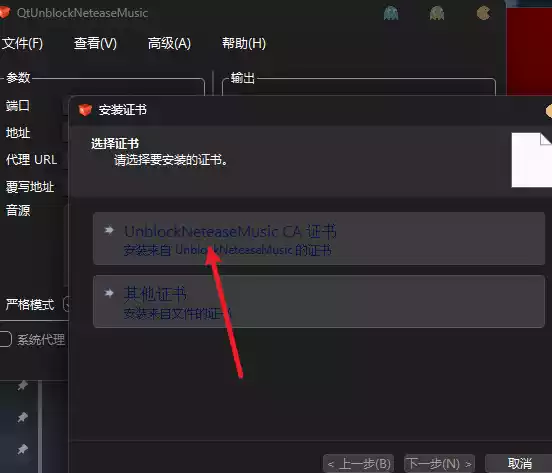 QtUnblockNeteaseMusic
文件(F) 查看(V) 高级(A) 帮助(H)
参数 输出
端口
地址
代理 URL
覆写地址
音源
严格模式
系统代理
安装证书
选择证书
请选择要安装的证书。
UnblockNeteaseMusic CA 证书
安装来自 UnblockNeteaseMusic 的证书
其他证书
安装来自文件的证书
< 上一步(B) 下一步(N) > 取消